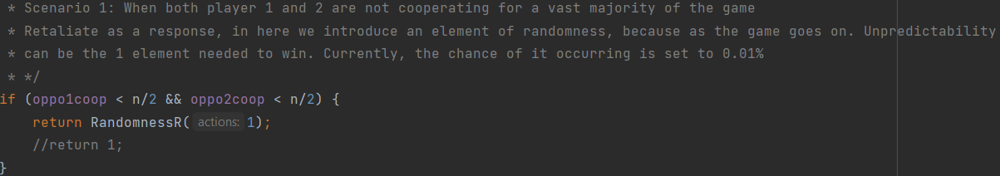 * Scenario 1: When both player 1 and 2 are not cooperating for a vast majority of the game
* Retaliate as a response, in here we introduce an element of randomness, because as the game goes on. Unpredictability
* can be the 1 element needed to win. Currently, the chance of it occurring is set to 0.01%
* */
if (oppo1coop < n/2 && oppo2coop < n/2) {
return RandomnessR( actions: 1);
//return 1;
}